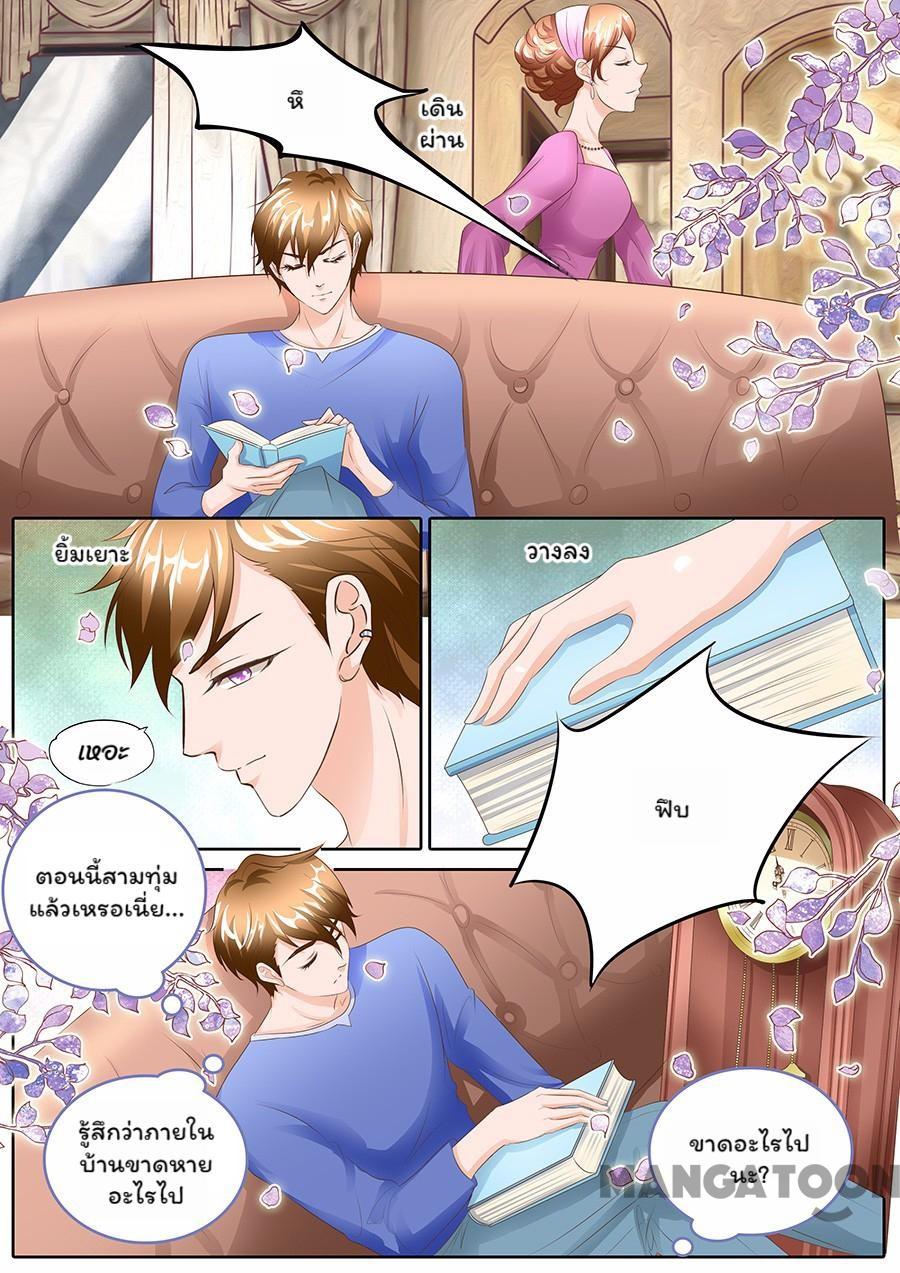 หึ
เดิน
ผ่าน
ยิ้มเยาะ
วางลง
เหอะ
ฟึบ
ตอนนี้สามทุ่ม
แล้วเหรอเนี่ย...
รู้สึกว่าภายใน
บ้านขาดหาย
อะไรไป
ขาดอะไรไป
นะ?
MANGATOON